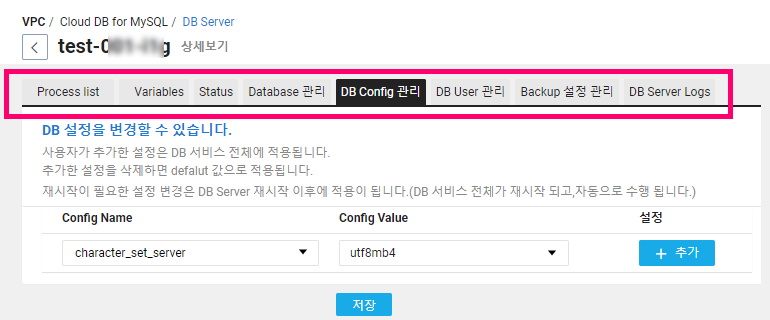 VPC / Cloud DB for MySQL / DB Server
상세보기
Process list Variables Status Database 관리 DB Config 관리 DB User 관리 Backup 설정 관리 DB Server Logs
DB 설정을 변경할 수 있습니다.
사용자가 추가한 설정은 DB 서비스 전체에 적용됩니다.
추가한 설정을 삭제하면 defalut 값으로 적용됩니다.
재시작이 필요한 설정 변경은 DB Server 재시작 이후에 적용이 됩니다.(DB 서비스 전체가 재시작 되고,자동으로 수행 됩니다.)
Config Name Config Value 설정
character_set_server utf8mb4 + 추가
저장